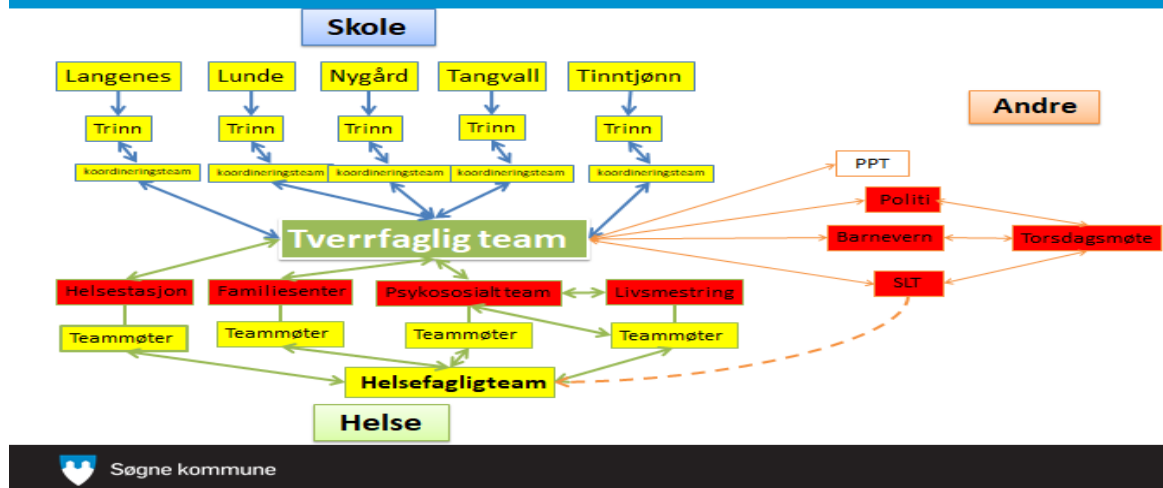 Skole
Langenes Lunde Nygård Tangvall Tinntjønn
Andre
Trinn Trinn Trinn Trinn Trinn
koordineringsteam koordineringsteam koordineringsteam koordineringsteam koordineringsteam
PPT
Politi
Tverrfaglig team
Barnevern Torsdagsmøte
SLT
Helsestasjon Familiesenter Psykososialt team Livsmestring
Teammøter Teammøter Teammøter Teammøter
Helsefagligteam
Helse
Søgne kommune